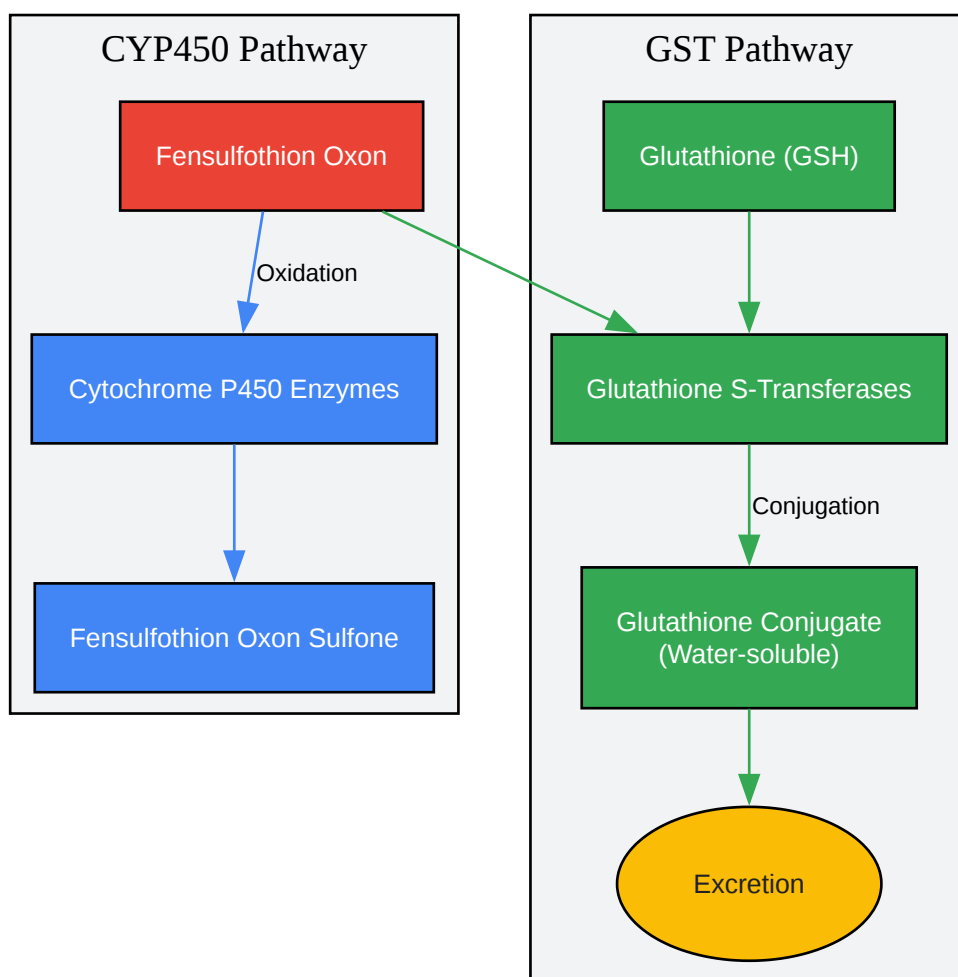 CYP450 Pathway
Fensulfothion Oxon
Oxidation
Cytochrome P450 Enzymes
Fensulfothion Oxon Sulfone
GST Pathway
Glutathione (GSH)
Glutathione S-Transferases
Conjugation
Glutathione Conjugate
(Water-soluble)
Excretion